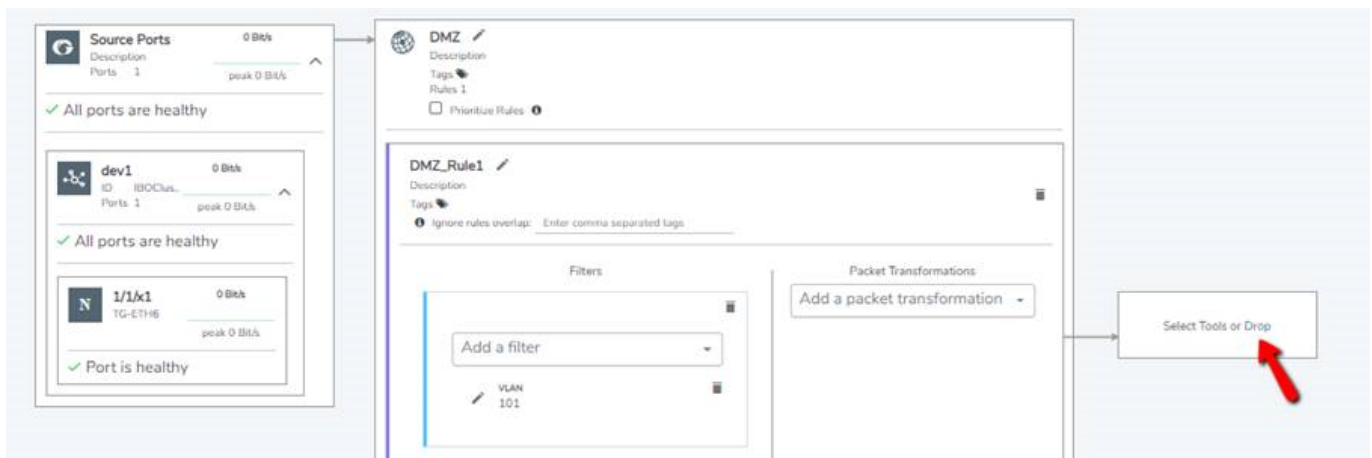 Source Ports
0 Bit/s
Description
Ports 1
peak 0 Bit/s
All ports are healthy
dev1
0 Bit/s
ID IBOClus..
Ports 1
peak 0 Bit/s
All ports are healthy
N
1/1/x1
0 Bit/s
TG-ETH6
peak 0 Bit/s
Port is healthy
DMZ
Description
Tags
Rules 1
Prioritize Rules
DMZ_Rule1
Description
Tags
Ignore rules overlap: Enter comma separated tags
Filters
Add a filter
VLAN
101
Packet Transformations
Add a packet transformation
Select Tools or Drop